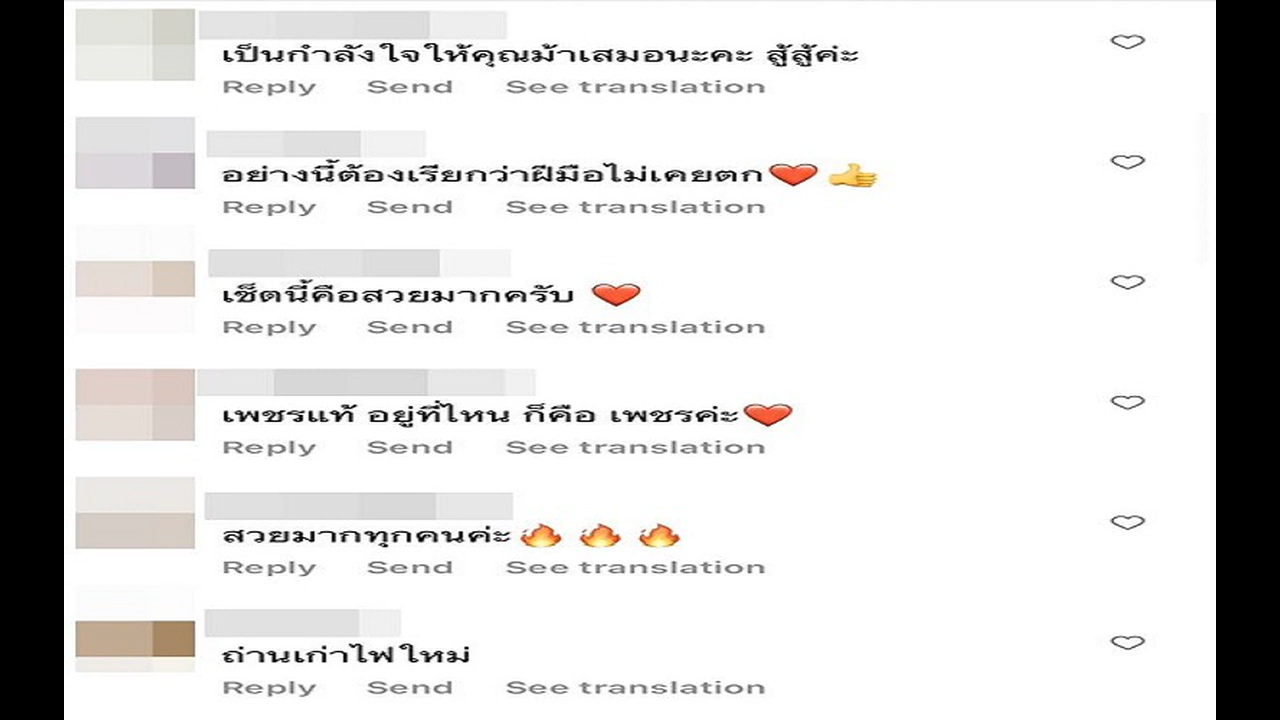 เป็นกำลังใจให้คุณม้าเสมอนะคะ สู้สู้ค่ะ
Reply Send See translation
อย่างนี้ต้องเรียกว่าฝีมือไม่เคยตก❤️ 👍
Reply Send See translation
เซ็ตนี้คือสวยมากครับ ❤️
Reply Send See translation
เพชรแท้ อยู่ที่ไหน ก็คือ เพชรค่ะ❤️
Reply Send See translation
สวยมากทุกคนค่ะ🔥 🔥 🔥
Reply Send See translation
ถ่านเก่าไฟใหม่
Reply Send See translation